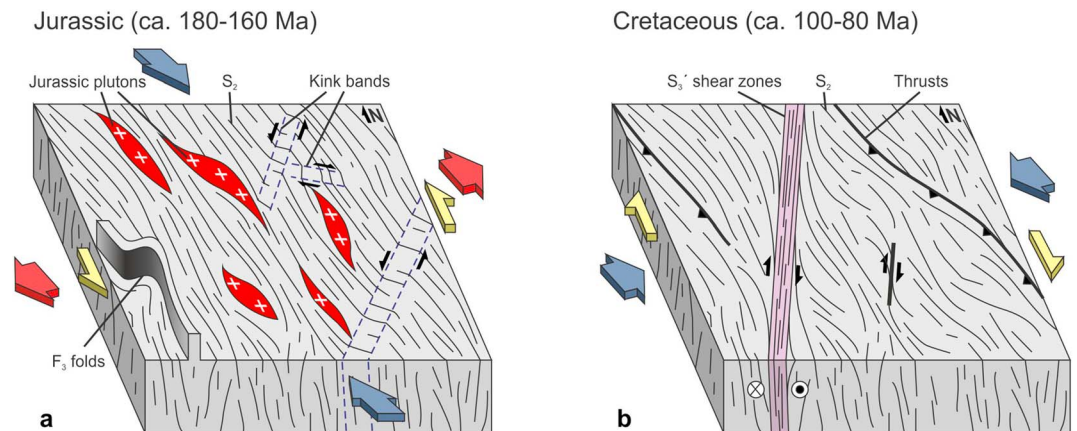 Jurassic (ca. 180-160 Ma)
Jurassic plutons
S₂
Kink bands
N
F₃ folds
a
Cretaceous (ca. 100-80 Ma)
S₃´ shear zones
S₂
Thrusts
N
b